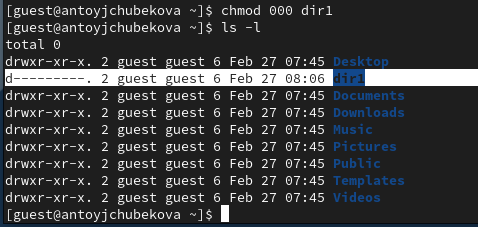 [guest@antoyjchubekova ~]$ chmod 000 dir1
[guest@antoyjchubekova ~]$ ls -l
total 0
drwxr-xr-x. 2 guest guest 6 Feb 27 07:45 Desktop
d---------. 2 guest guest 6 Feb 27 08:06 dir1
drwxr-xr-x. 2 guest guest 6 Feb 27 07:45 Documents
drwxr-xr-x. 2 guest guest 6 Feb 27 07:45 Downloads
drwxr-xr-x. 2 guest guest 6 Feb 27 07:45 Music
drwxr-xr-x. 2 guest guest 6 Feb 27 07:45 Pictures
drwxr-xr-x. 2 guest guest 6 Feb 27 07:45 Public
drwxr-xr-x. 2 guest guest 6 Feb 27 07:45 Templates
drwxr-xr-x. 2 guest guest 6 Feb 27 07:45 Videos
[guest@antoyjchubekova ~]$